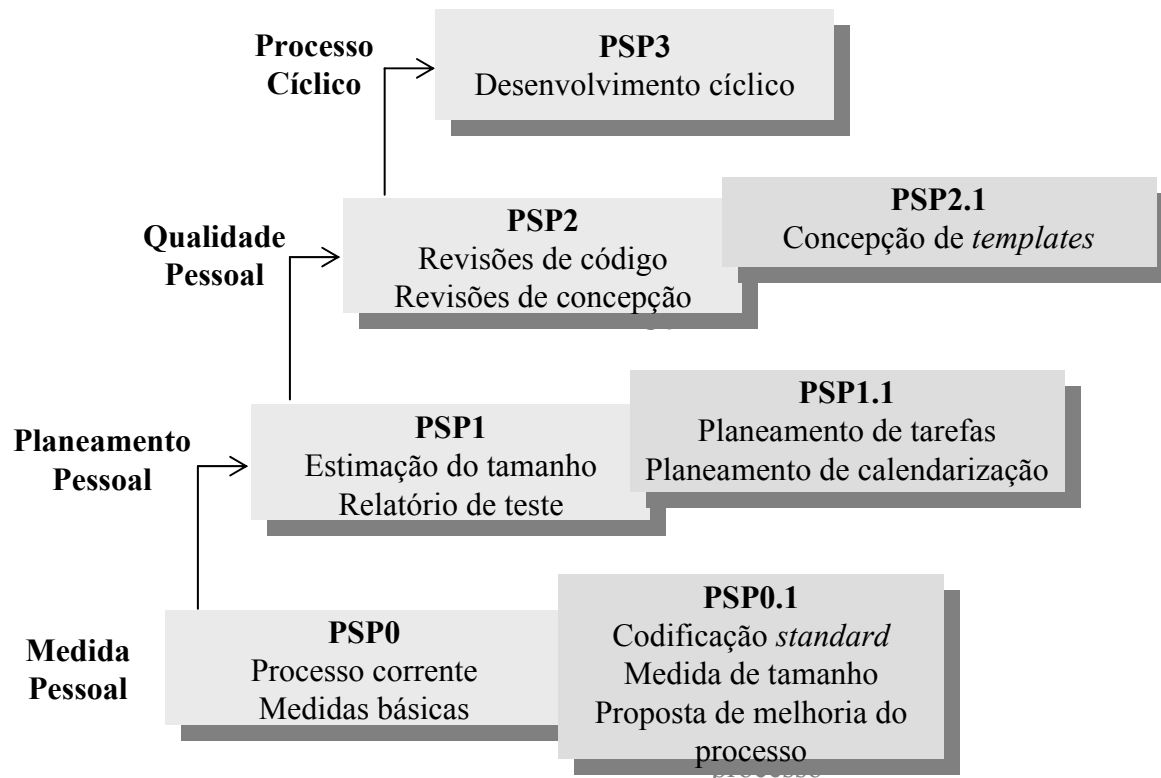 Processo
Cíclico
PSP3
Desenvolvimento cíclico
Qualidade
Pessoal
PSP2
Revisões de código
Revisões de concepção
PSP2.1
Concepção de templates
Planeamento
Pessoal
PSP1
Estimação do tamanho
Relatório de teste
PSP1.1
Planeamento de tarefas
Planeamento de calendarização
Medida
Pessoal
PSP0
Processo corrente
Medidas básicas
PSP0.1
Codificação standard
Medida de tamanho
Proposta de melhoria do
processo